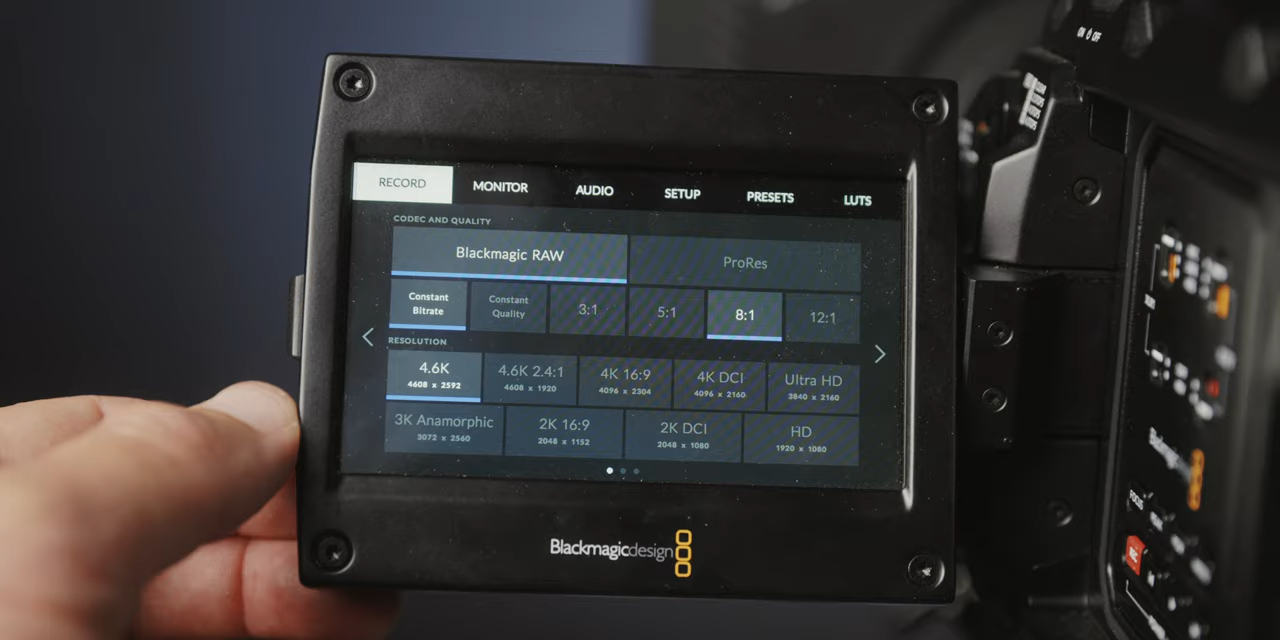 ON OFF
RECORD MONITOR AUDIO SETUP PRESETS LUTS
CODEC AND QUALITY
Blackmagic RAW ProRes
Constant Bitrate Constant Quality 3:1 5:1 8:1 12:1
RESOLUTION
4.6K 4.6K 2.4:1 4K 16:9 4K DCI Ultra HD
4608 x 2592 4608 x 1920 4096 x 2304 4096 x 2160 3840 x 2160
3K Anamorphic 2K 16:9 2K DCI HD
3072 x 2560 2048 x 1152 2048 x 1080 1920 x 1080
Blackmagicdesign
Blackmagic
FOCUS
REC